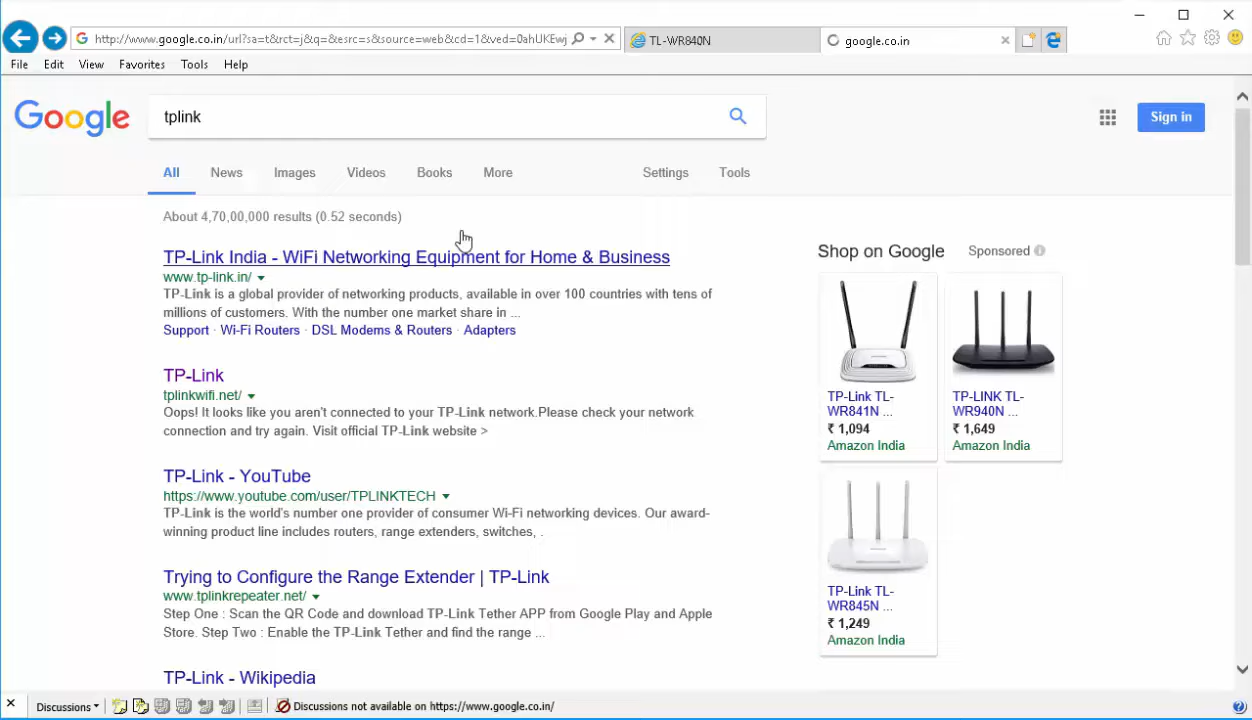 http://www.google.co.in/url?sa=t&rct=j&q=&esrc=s&source=web&cd=1&ved=0ahUKEwj
TL-WR840N
google.co.in
File Edit View Favorites Tools Help
Google
tplink
Sign in
All News Images Videos Books More Settings Tools
About 4,70,00,000 results (0.52 seconds)
TP-Link India - WiFi Networking Equipment for Home & Business
www.tp-link.in/
TP-Link is a global provider of networking products, available in over 100 countries with tens of
millions of customers. With the number one market share in ...
Support · Wi-Fi Routers · DSL Modems & Routers · Adapters
TP-Link
tplinkwifi.net/
Oops! It looks like you aren't connected to your TP-Link network.Please check your network
connection and try again. Visit official TP-Link website >
TP-Link - YouTube
https://www.youtube.com/user/TPLINKTECH
TP-Link is the world's number one provider of consumer Wi-Fi networking devices. Our award-
winning product line includes routers, range extenders, switches, .
Trying to Configure the Range Extender | TP-Link
www.tplinkrepeater.net/
Step One : Scan the QR Code and download TP-Link Tether APP from Google Play and Apple
Store. Step Two : Enable the TP-Link Tether and find the range ...
TP-Link - Wikipedia
Shop on Google Sponsored
TP-Link TL-
WR841N ...
₹ 1,094
Amazon India
TP-LINK TL-
WR940N ...
₹ 1,649
Amazon India
TP-Link TL-
WR845N ...
₹ 1,249
Amazon India
Discussions
Discussions not available on https://www.google.co.in/